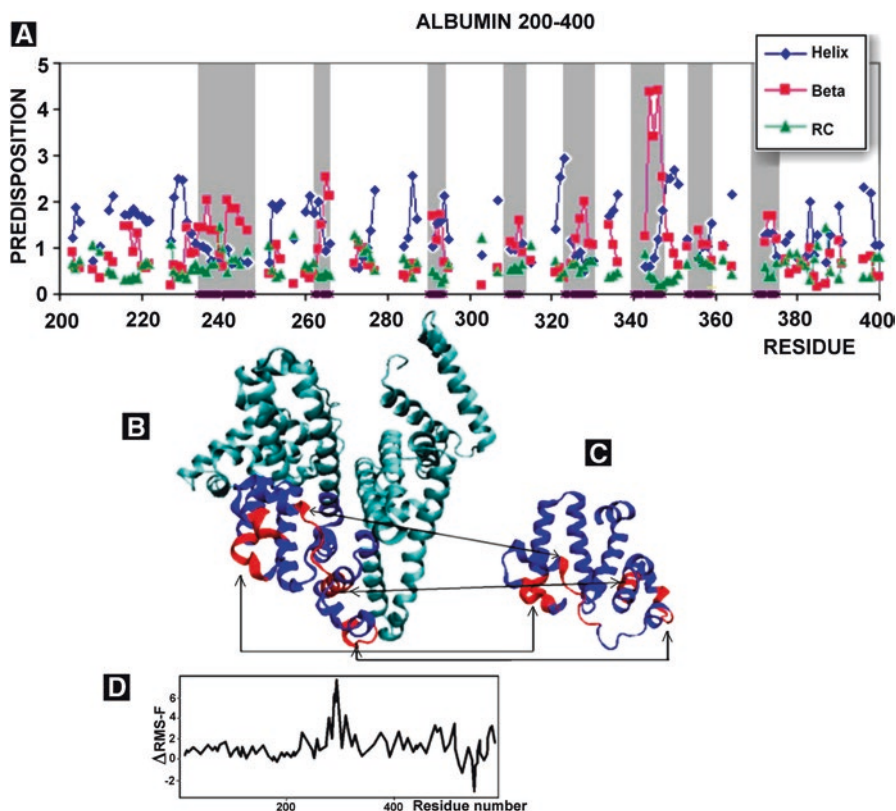 ALBUMIN 200-400
A
Helix
Beta
RC
PREDISPOSITION
5
4
3
2
1
0
200 220 240 260 280 300 320 340 360 380 400
RESIDUE
B
C
D
ΔRMS-F
6
4
2
0
-2
200 400 Residue number